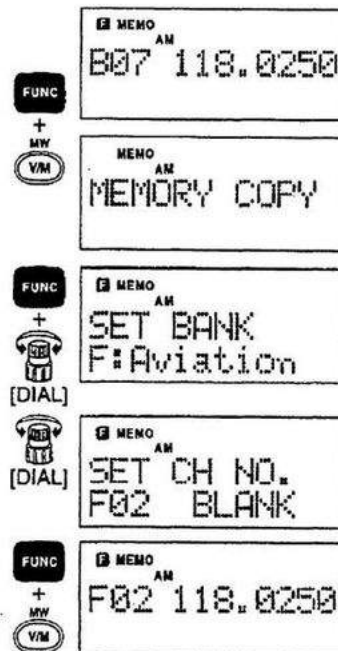 F MEMO
AM
B07 118.0250
FUNC
+
MW
V/M
MEMO
AM
MEMORY COPY
FUNC
+
[DIAL]
F MEMO
AM
SET BANK
F:Aviation
[DIAL]
F MEMO
AM
SET CH NO.
F02 BLANK
FUNC
+
MW
V/M
F MEMO
AM
F02 118.0250